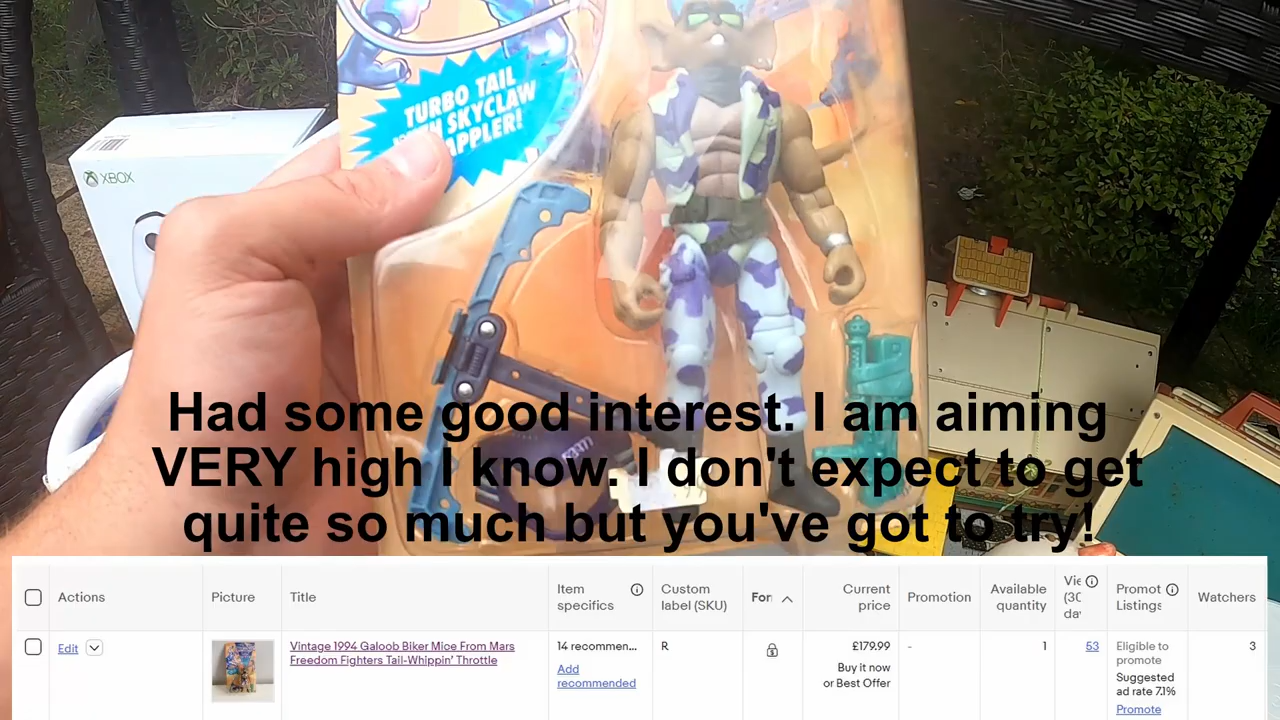 TURBO TAIL
SKYCLAW
XBOX
Had some good interest. I am aiming
VERY high I know. I don't expect to get
quite so much but you've got to try!
Actions
Picture
Title
Item specifics
Custom label (SKU)
For
Current price
Promotion
Available quantity
Promot Listings
Watchers
Edit
Vintage 1994 Galoob Biker Mice From Mars
Freedom Fighters Tail-Whippin' Throttle
14 recommen...
Add
recommended
R
£179.99
Buy it now
or Best Offer
-
1
53
Eligible to
promote
Suggested
ad rate 7.1%
Promote
3